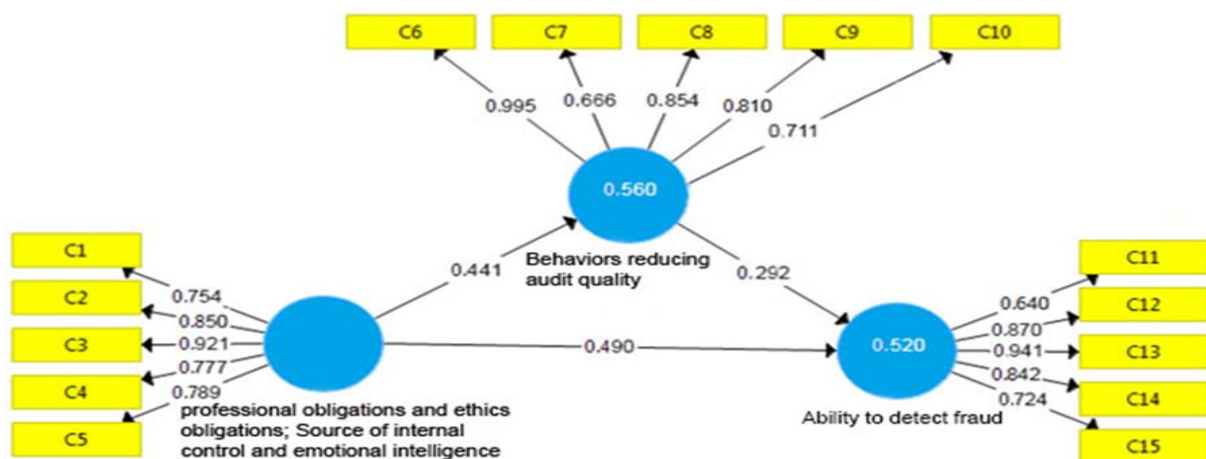 C6
C7
C8
C9
C10
0.995
0.666
0.854
0.810
0.711
0.560
Behaviors reducing
audit quality
0.441
0.292
C1
C2
C3
C4
C5
0.754
0.850
0.921
0.777
0.789
professional obligations and ethics
obligations; Source of internal
control and emotional intelligence
0.490
0.520
Ability to detect fraud
0.640
0.870
0.941
0.842
0.724
C11
C12
C13
C14
C15